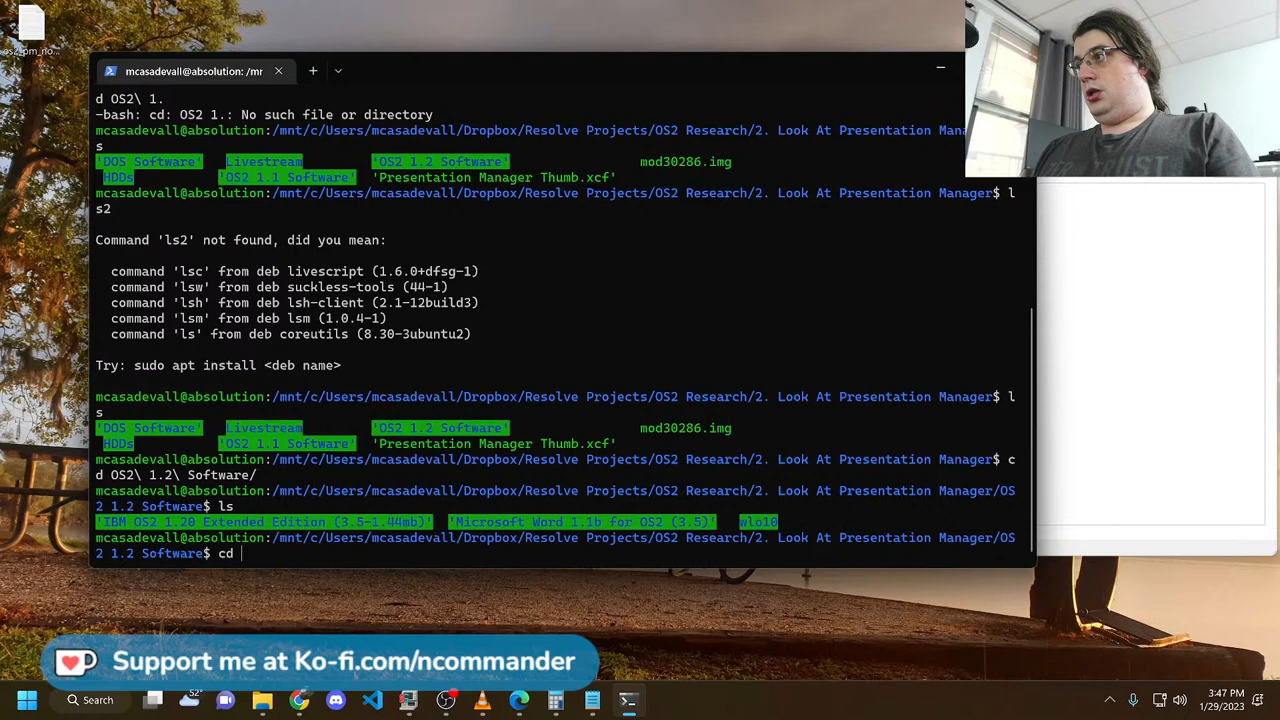 os2_pm_no...
mcasadevall@absolution: /mr
d OS2\ 1.
-bash: cd: OS2 1.: No such file or directory
mcasadevall@absolution:/mnt/c/Users/mcasadevall/Dropbox/Resolve Projects/OS2 Research/2. Look At Presentation Mana
s
'DOS Software' Livestream 'OS2 1.2 Software' mod30286.img
HDDs 'OS2 1.1 Software' 'Presentation Manager Thumb.xcf'
mcasadevall@absolution:/mnt/c/Users/mcasadevall/Dropbox/Resolve Projects/OS2 Research/2. Look At Presentation Manager$ l
s2
Command 'ls2' not found, did you mean:
command 'lsc' from deb livescript (1.6.0+dfsg-1)
command 'lsw' from deb suckless-tools (44-1)
command 'lsh' from deb lsh-client (2.1-12build3)
command 'lsm' from deb lsm (1.0.4-1)
command 'ls' from deb coreutils (8.30-3ubuntu2)
Try: sudo apt install <deb name>
mcasadevall@absolution:/mnt/c/Users/mcasadevall/Dropbox/Resolve Projects/OS2 Research/2. Look At Presentation Manager$ l
s
'DOS Software' Livestream 'OS2 1.2 Software' mod30286.img
HDDs 'OS2 1.1 Software' 'Presentation Manager Thumb.xcf'
mcasadevall@absolution:/mnt/c/Users/mcasadevall/Dropbox/Resolve Projects/OS2 Research/2. Look At Presentation Manager$ c
d OS2\ 1.2\ Software/
mcasadevall@absolution:/mnt/c/Users/mcasadevall/Dropbox/Resolve Projects/OS2 Research/2. Look At Presentation Manager/OS
2 1.2 Software$ ls
'IBM OS2 1.20 Extended Edition (3.5-1.44mb)' 'Microsoft Word 1.1b for OS2 (3.5)' wlo10
mcasadevall@absolution:/mnt/c/Users/mcasadevall/Dropbox/Resolve Projects/OS2 Research/2. Look At Presentation Manager/OS
2 1.2 Software$ cd
Support me at Ko-fi.com/ncommander
Search
52°
3:47 PM
1/29/2023